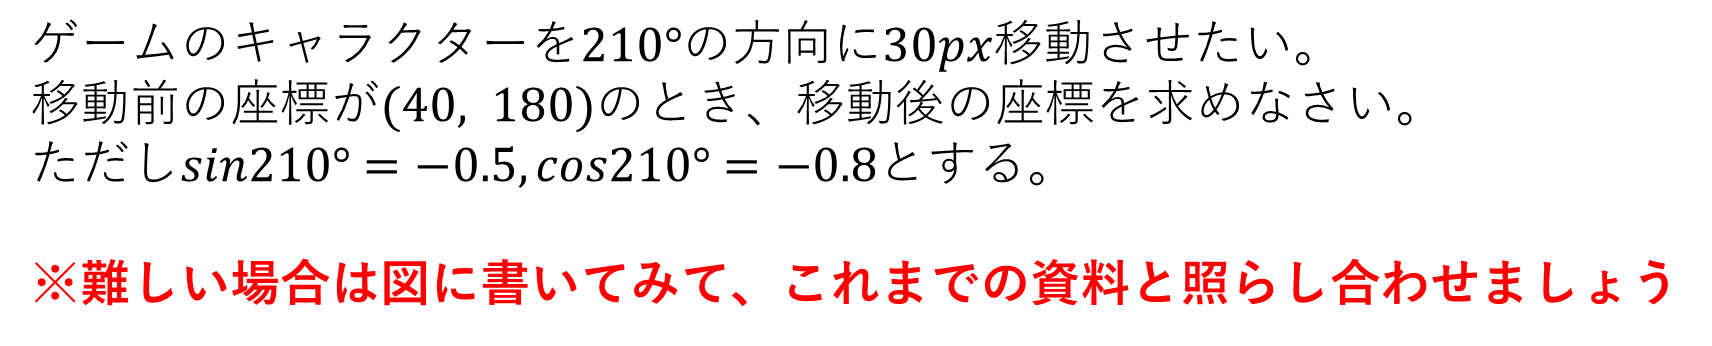 ゲームのキャラクターを210°の方向に30px移動させたい。
移動前の座標が(40, 180)のとき、移動後の座標を求めなさい。
ただしsin210° = −0.5, cos210° = −0.8とする。
※難しい場合は図に書いてみて、これまでの資料と照らし合わせましょう